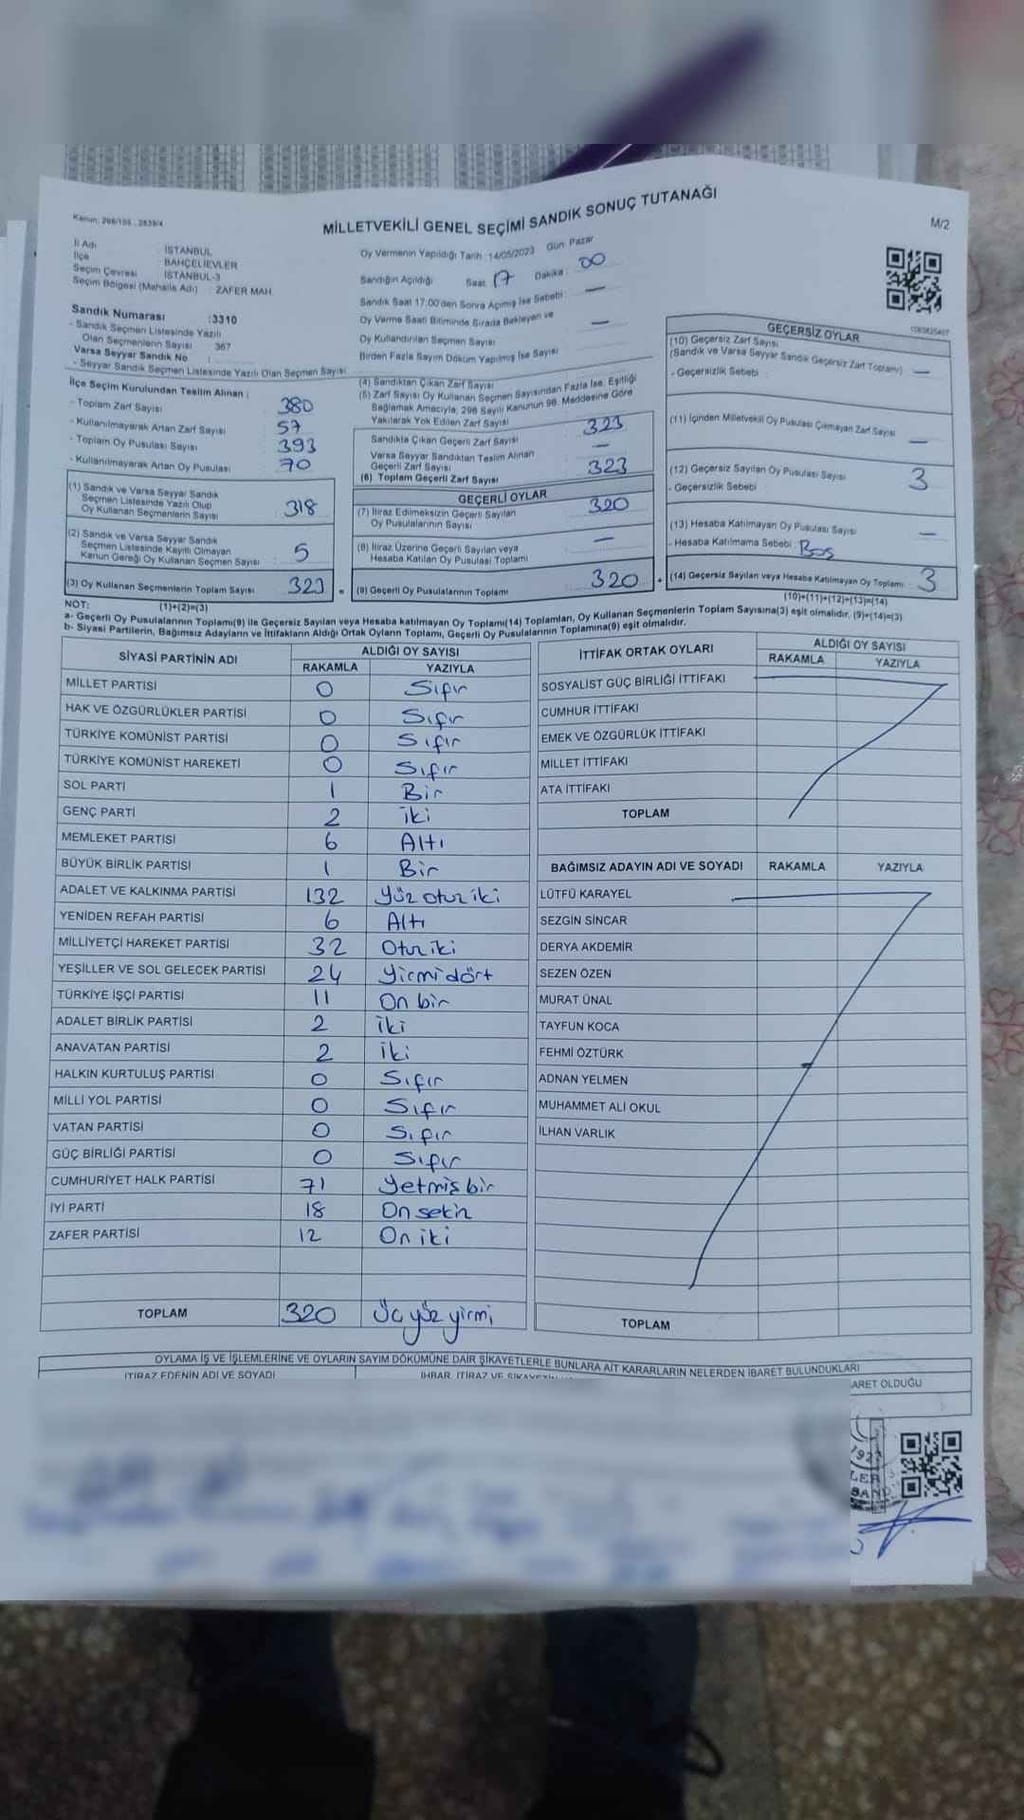 Kanun: 298/105 , 2839/4
MİLLETVEKİLİ GENEL SEÇİMİ SANDIK SONUÇ TUTANAĞI
M/2
İl Adı : İSTANBUL
İlçe : BAHÇELİEVLER
Seçim Çevresi : İSTANBUL-3
Seçim Bölgesi (Mahalle Adı) : ZAFER MAH
Oy Vermenin Yapıldığı Tarih :14/05/2023 Gün: Pazar
Sandığın Açıldığı Saat: 17 Dakika : 00
Sandık Saat 17:00'den Sonra Açımış İse Sebebi: —
Oy Verme Saati Bitiminde Sırada Bekleyen ve
Oy Kullandırılan Seçmen Sayısı —
Birden Fazla Sayım Döküm Yapılmış İse Sayısı
Sandık Numarası :3310
- Sandık Seçmen Listesinde Yazılı
Olan Seçmenlerin Sayısı : 367
Varsa Seyyar Sandık No :
- Seyyar Sandık Seçmen Listesinde Yazılı Olan Seçmen Sayısı
İlçe Seçim Kurulundan Teslim Alınan :
- Toplam Zarf Sayısı : 380
- Kullanılmayarak Artan Zarf Sayısı : 57
- Toplam Oy Pusulası Sayısı : 393
- Kullanılmayarak Artan Oy Pusulası : 70
(1) Sandık ve Varsa Seyyar Sandık
Seçmen Listesinde Yazılı Olup
Oy Kullanan Seçmenlerin Sayısı : 318
(2) Sandık ve Varsa Seyyar Sandık
Seçmen Listesinde Kayıtlı Olmayan
Kanun Gereği Oy Kullanan Seçmen Sayısı : 5
(3) Oy Kullanan Seçmenlerin Toplam Sayısı : 323
(4) Sandıktan Çıkan Zarf Sayısı
(5) Zarf Sayısı Oy Kullanan Seçmen Sayısından Fazla İse, Eşitliği
Bağlamak Amacıyla, 298 Sayılı Kanunun 98. Maddesine Göre
Yakılarak Yok Edilen Zarf Sayısı
Sandıkta Çıkan Geçerli Zarf Sayısı 323
Varsa Seyyar Sandıktan Teslim Alınan
Geçerli Zarf Sayısı —
(6) Toplam Geçerli Zarf Sayısı 323
GEÇERLİ OYLAR
(7) İtiraz Edilmeksizin Geçerli Sayılan
Oy Pusulalarının Sayısı 320
(8) İtiraz Üzerine Geçerli Sayılan veya
Hesaba Katılan Oy Pusulası Toplamı —
(9) Geçerli Oy Pusulalarının Toplamı 320
GEÇERSİZ OYLAR
(10) Geçersiz Zarf Sayısı
(Sandık ve Varsa Seyyar Sandık Geçersiz Zarf Toplamı) —
- Geçersizlik Sebebi :
(11) İçinden Milletvekili Oy Pusulası Çıkmayan Zarf Sayısı —
(12) Geçersiz Sayılan Oy Pusulası Sayısı 3
- Geçersizlik Sebebi :
(13) Hesaba Katılmayan Oy Pusulası Sayısı —
- Hesaba Katılmama Sebebi : Boş
(14) Geçersiz Sayılan veya Hesaba Katılmayan Oy Toplamı 3
(10)+(11)+(12)+(13)=(14)
NOT: (1)+(2)=(3)
a- Geçerli Oy Pusulalarının Toplamı(9) ile Geçersiz Sayılan veya Hesaba katılmayan Oy Toplamı(14) Toplamları, Oy Kullanan Seçmenlerin Toplam Sayısına(3) eşit olmalıdır. (9)+(14)=(3)
b- Siyasi Partilerin, Bağımsız Adayların ve İttifakların Aldığı Ortak Oyların Toplamı, Geçerli Oy Pusulalarının Toplamına(9) eşit olmalıdır.
SİYASİ PARTİNİN ADI ALDIĞI OY SAYISI
RAKAMLA YAZIYLA
MİLLET PARTİSİ 0 Sıfır
HAK VE ÖZGÜRLÜKLER PARTİSİ 0 Sıfır
TÜRKİYE KOMÜNİST PARTİSİ 0 Sıfır
TÜRKİYE KOMÜNİST HAREKETİ 0 Sıfır
SOL PARTİ 1 Bir
GENÇ PARTİ 2 iki
MEMLEKET PARTİSİ 6 Altı
BÜYÜK BİRLİK PARTİSİ 1 Bir
ADALET VE KALKINMA PARTİSİ 132 Yüz otuz iki
YENİDEN REFAH PARTİSİ 6 Altı
MİLLİYETÇİ HAREKET PARTİSİ 32 Otuz iki
YEŞİLLER VE SOL GELECEK PARTİSİ 24 Yirmi dört
TÜRKİYE İŞÇİ PARTİSİ 11 On bir
ADALET BİRLİK PARTİSİ 2 iki
ANAVATAN PARTİSİ 2 iki
HALKIN KURTULUŞ PARTİSİ 0 Sıfır
MİLLİ YOL PARTİSİ 0 Sıfır
VATAN PARTİSİ 0 Sıfır
GÜÇ BİRLİĞİ PARTİSİ 0 Sıfır
CUMHURİYET HALK PARTİSİ 71 Yetmiş bir
İYİ PARTİ 18 On sekiz
ZAFER PARTİSİ 12 On iki
TOPLAM 320 Üç yüz yirmi
İTTİFAK ORTAK OYLARI ALDIĞI OY SAYISI
RAKAMLA YAZIYLA
SOSYALİST GÜÇ BİRLİĞİ İTTİFAKI
CUMHUR İTTİFAKI
EMEK VE ÖZGÜRLÜK İTTİFAKI
MİLLET İTTİFAKI
ATA İTTİFAKI
TOPLAM
BAĞIMSIZ ADAYIN ADI VE SOYADI RAKAMLA YAZIYLA
LÜTFÜ KARAYEL
SEZGİN SİNCAR
DERYA AKDEMİR
SEZEN ÖZEN
MURAT ÜNAL
TAYFUN KOCA
FEHMİ ÖZTÜRK
ADNAN YELMEN
MUHAMMET ALİ OKUL
İLHAN VARLIK
TOPLAM
OYLAMA İŞ VE İŞLEMLERİNE VE OYLARIN SAYIM DÖKÜMÜNE DAİR ŞİKAYETLERLE BUNLARA AİT KARARLARIN NELERDEN İBARET BULUNDUKLARI
İTİRAZ EDENİN ADI VE SOYADI
İHBAR, İTİRAZ VE
ARET OLDUĞU
192
LER
SAND